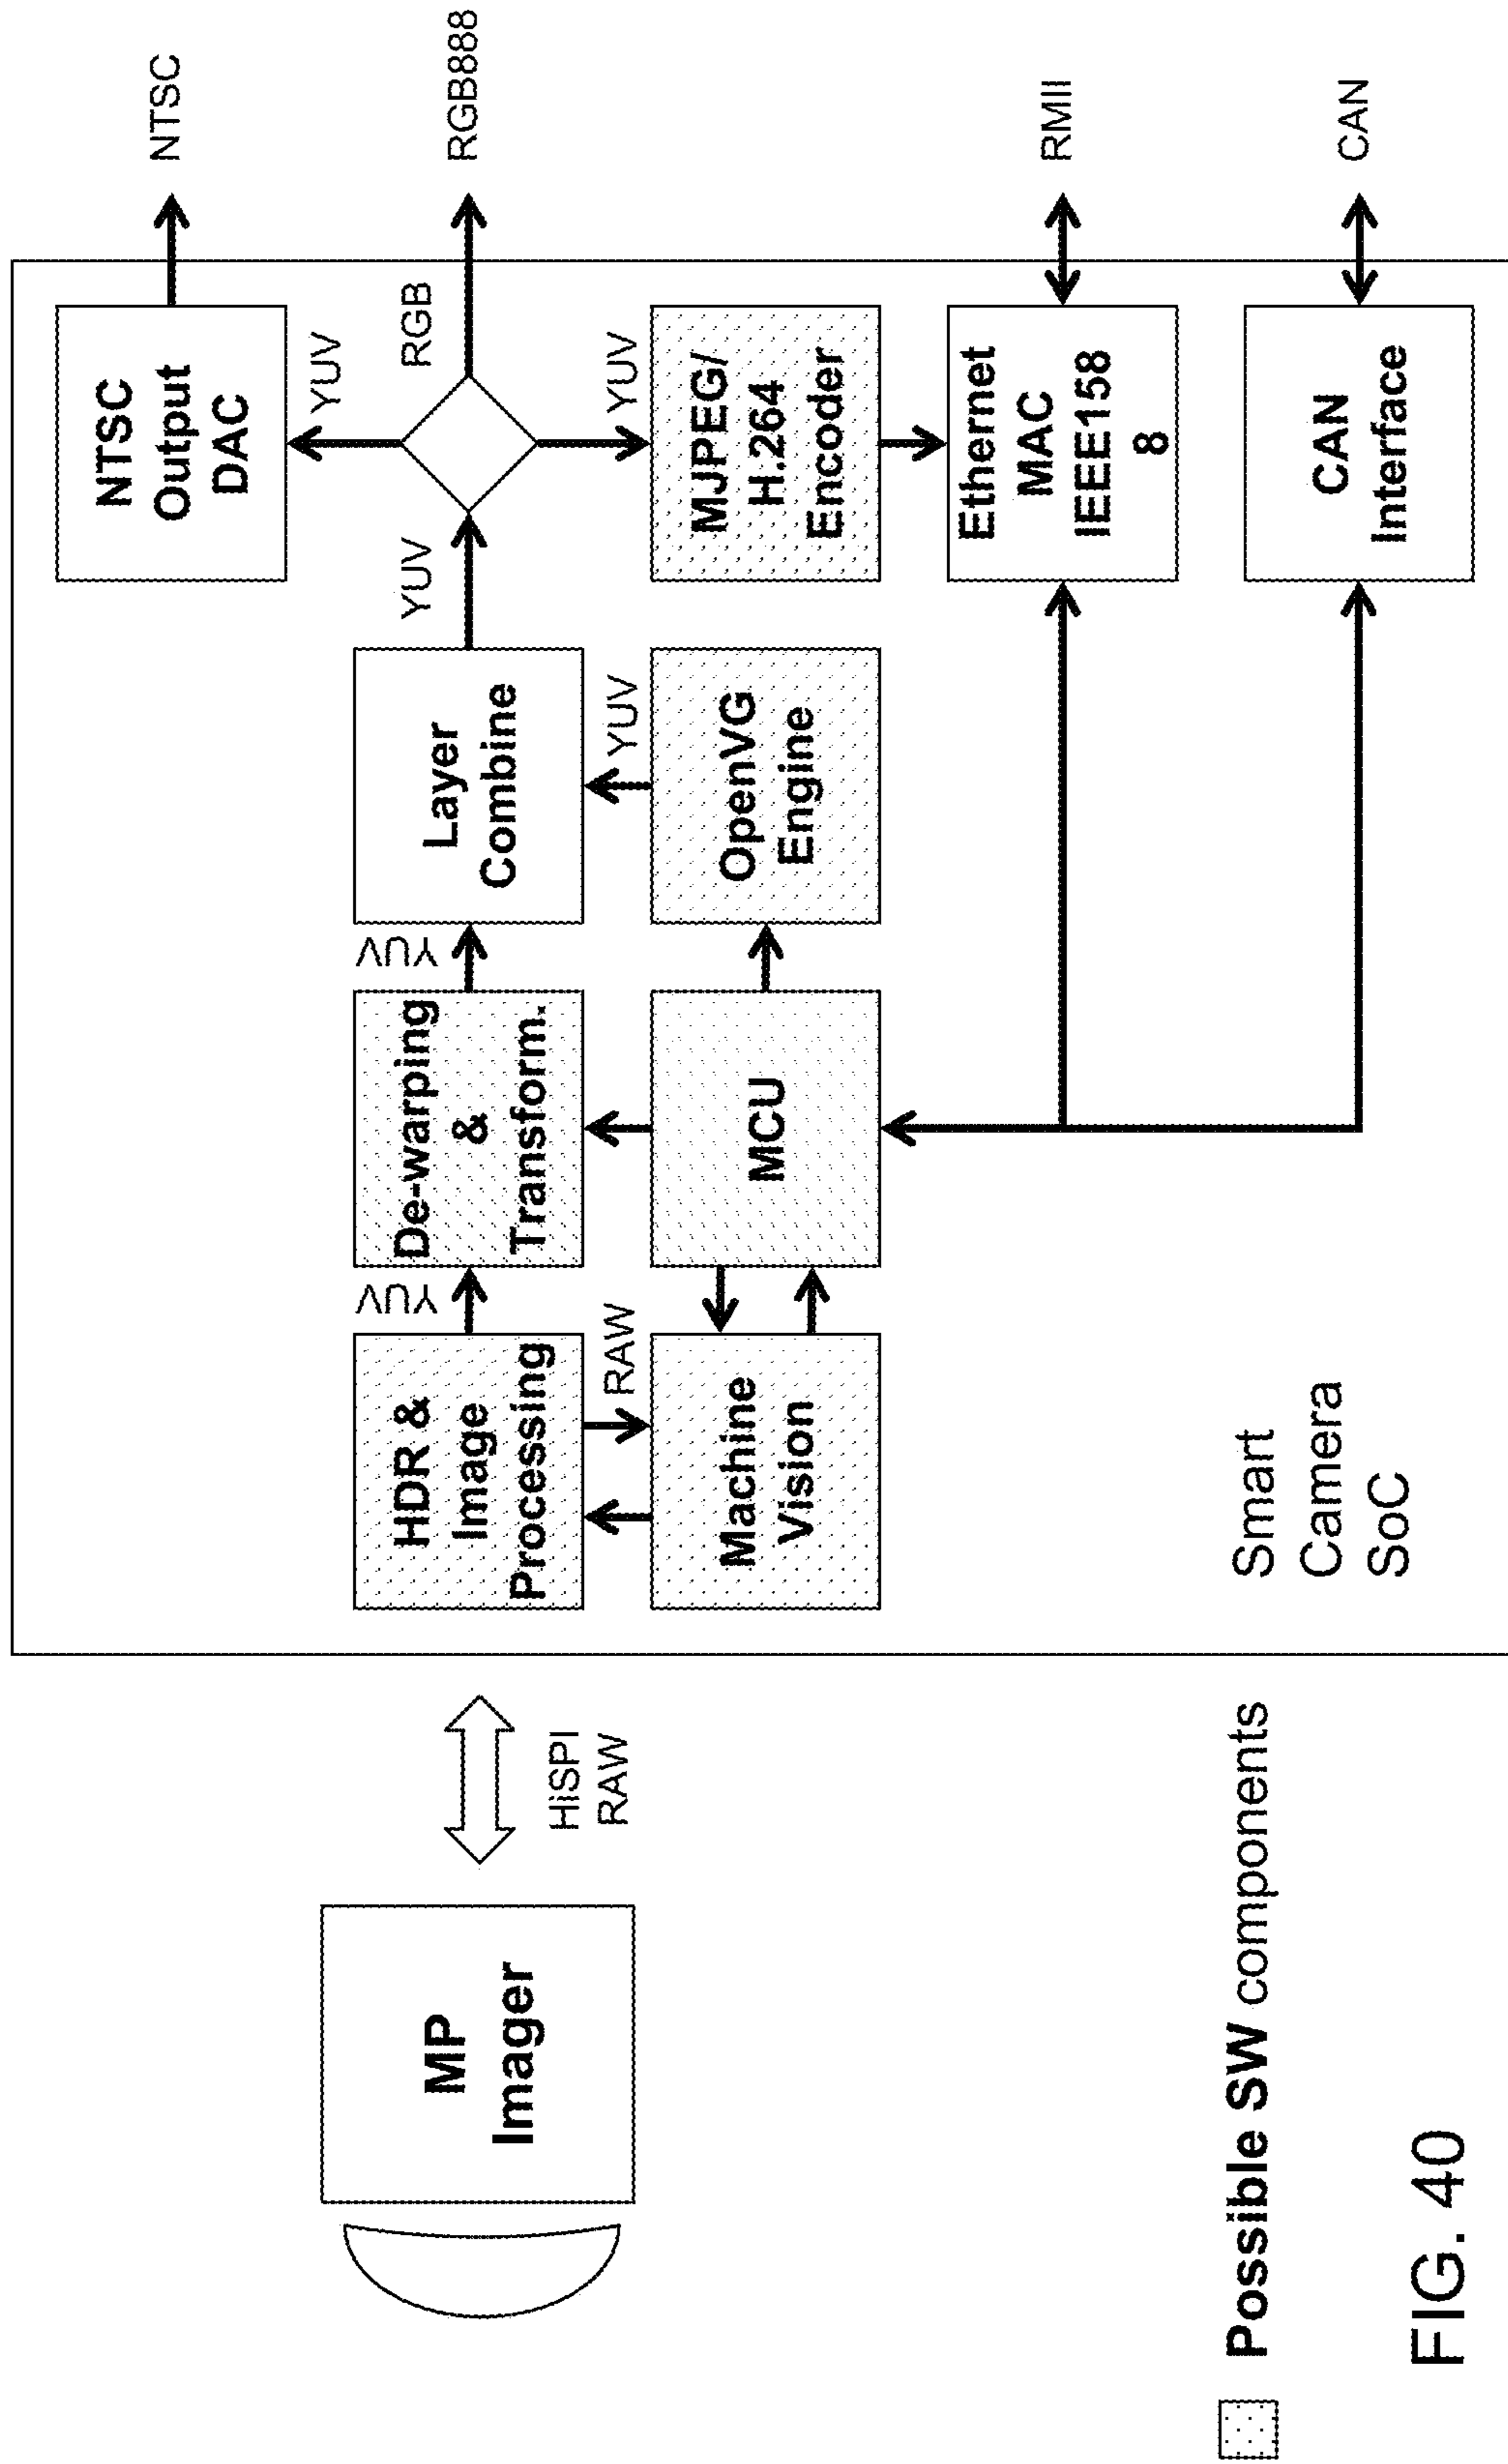 MP
Imager
HiSPI
RAW
HDR &
Image
Processing
YUV
De-warping
&
Transform.
YUV
Layer
Combine
YUV
RGB
RGB888
YUV
NTSC
Output
DAC
NTSC
RAW
Machine
Vision
MCU
OpenVG
Engine
YUV
YUV
MJPEG/
H.264
Encoder
Ethernet
MAC
IEEE158
8
RMII
CAN
Interface
CAN
Smart
Camera
SoC
Possible SW components
FIG. 40